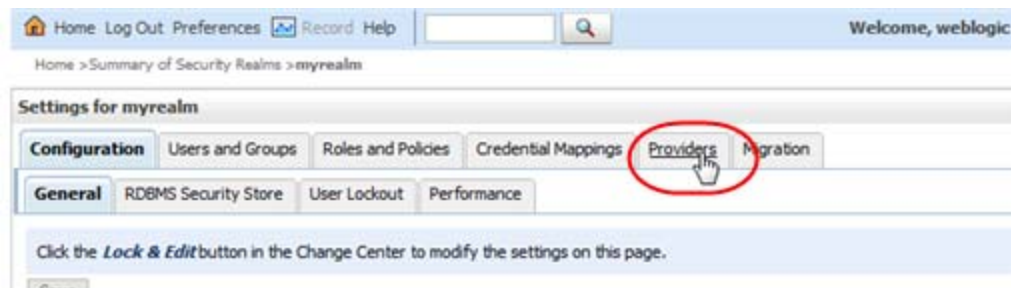 Home Log Out Preferences Record Help Welcome, weblogic
Home >Summary of Security Realms >myrealm
Settings for myrealm
Configuration Users and Groups Roles and Policies Credential Mappings Providers Migration
General RDBMS Security Store User Lockout Performance
Click the Lock & Edit button in the Change Center to modify the settings on this page.